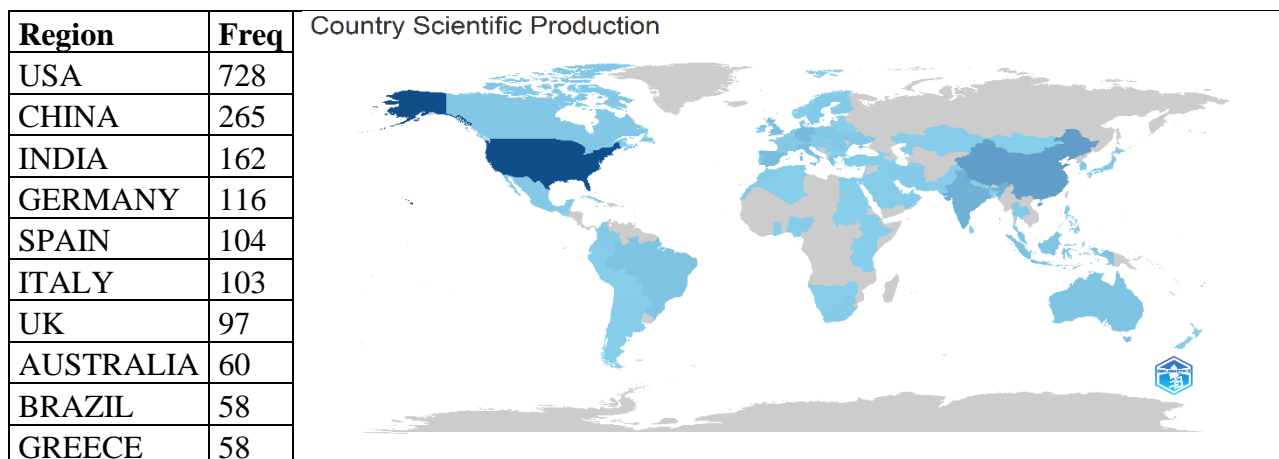 Region Freq
USA 728
CHINA 265
INDIA 162
GERMANY 116
SPAIN 104
ITALY 103
UK 97
AUSTRALIA 60
BRAZIL 58
GREECE 58
Country Scientific Production